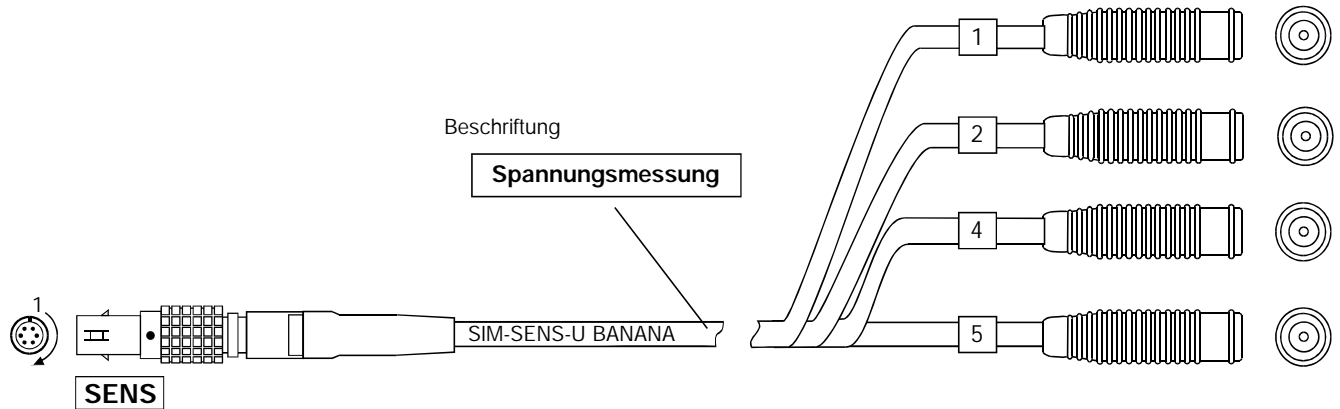 1
Beschriftung
2
Spannungsmessung
4
1
SIM-SENS-U BANANA
5
SENS